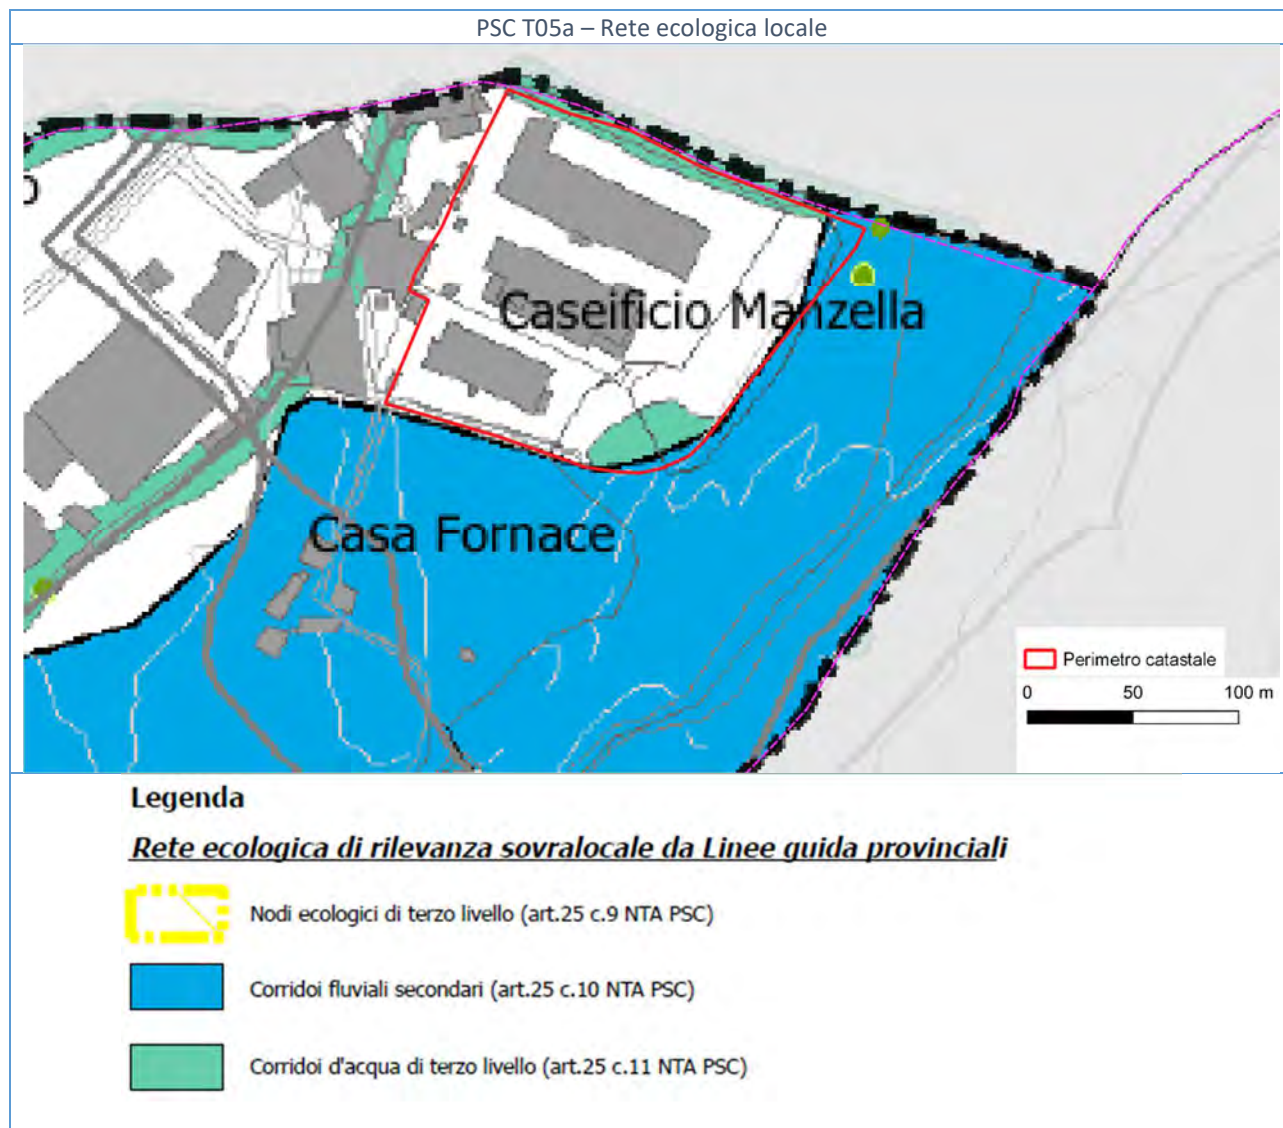 PSC T05a – Rete ecologica locale
Caseificio Manzella
Casa Fornace
Perimetro catastale
0 50 100 m
Legenda
Rete ecologica di rilevanza sovralocale da Linee guida provinciali
Nodi ecologici di terzo livello (art.25 c.9 NTA PSC)
Corridoi fluviali secondari (art.25 c.10 NTA PSC)
Corridoi d'acqua di terzo livello (art.25 c.11 NTA PSC)